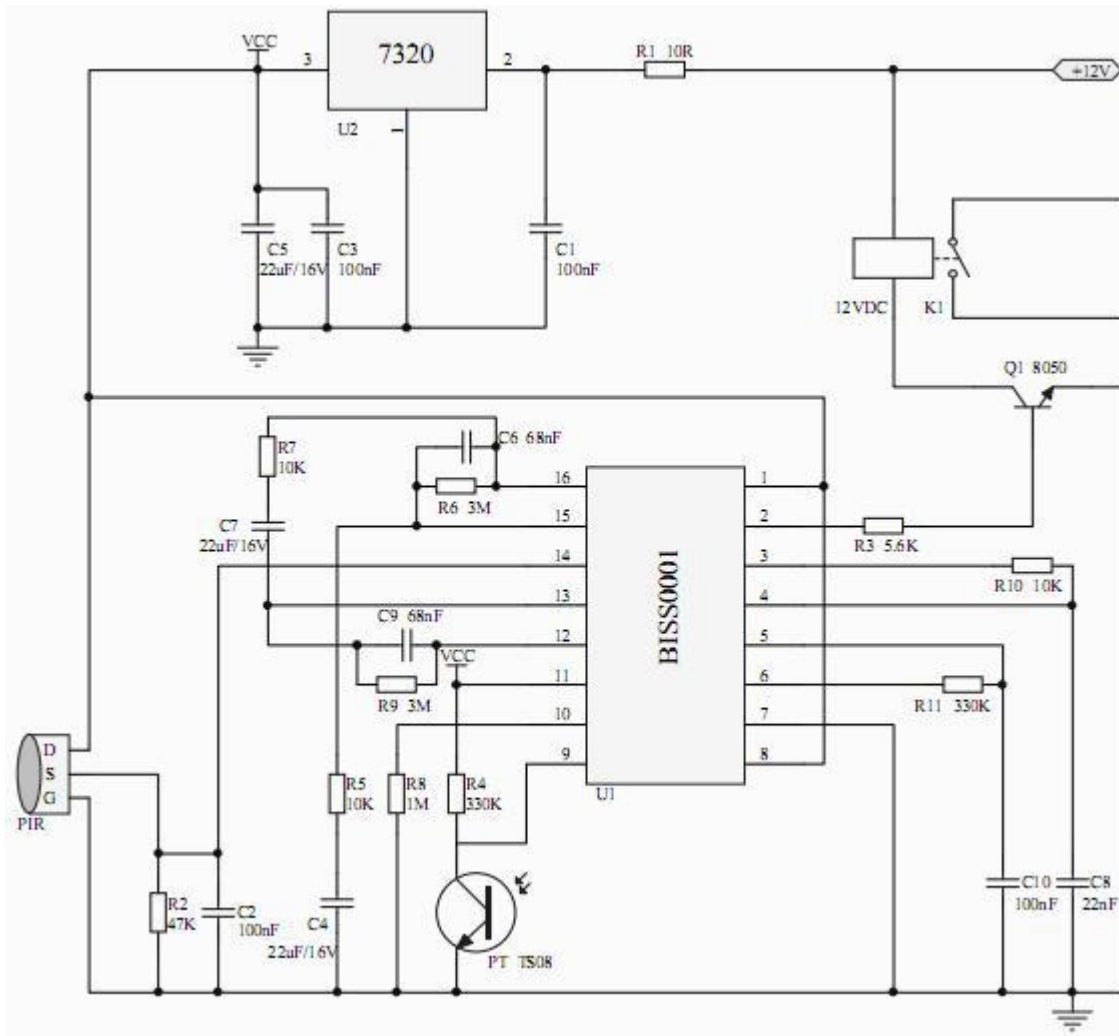 VCC
3
7320
2
R1 10R
+12V
U2
1
C5
22uF/16V
C3
100nF
C1
100nF
12VDC
K1
Q1 8050
C6 68nF
R7
10K
R6 3M
C7
22uF/16V
16
15
14
13
12
11
10
9
BISS0001
1
2
3
4
5
6
7
8
R3 5.6K
R10 10K
C9 68nF
VCC
R9 3M
R11 330K
U1
D
S
G
PIR
R5
10K
R8
1M
R4
330K
R2
47K
C2
100nF
C4
22uF/16V
PT TS08
C10
100nF
C8
22nF